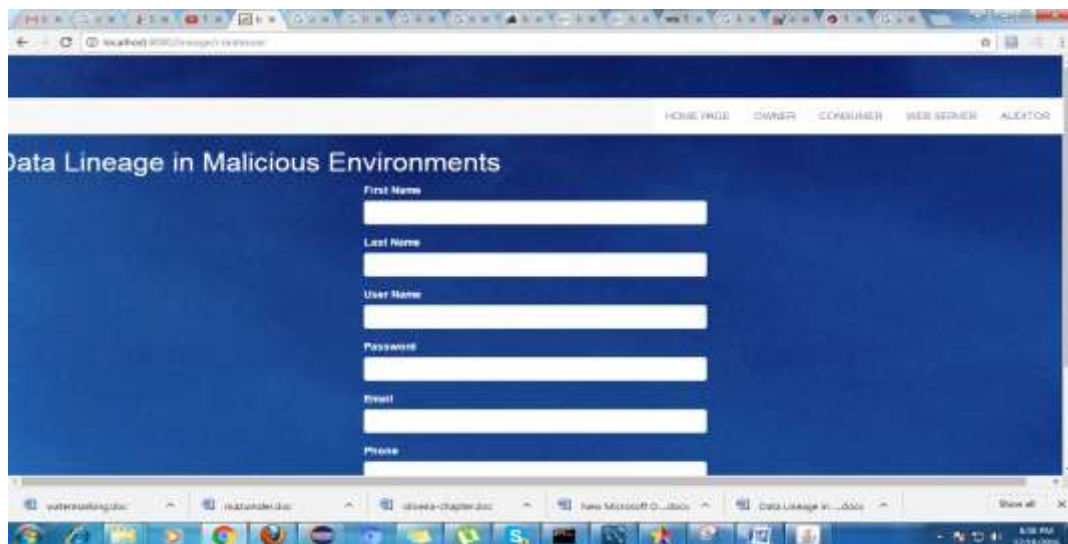 localhost
HOME PAGE OWNER CONSUMER WEB SERVER AUDITOR
Data Lineage in Malicious Environments
First Name
Last Name
User Name
Password
Email
Phone
watermarking.doc
New Microsoft O....docx
Data Lineage in ....docx
Show all